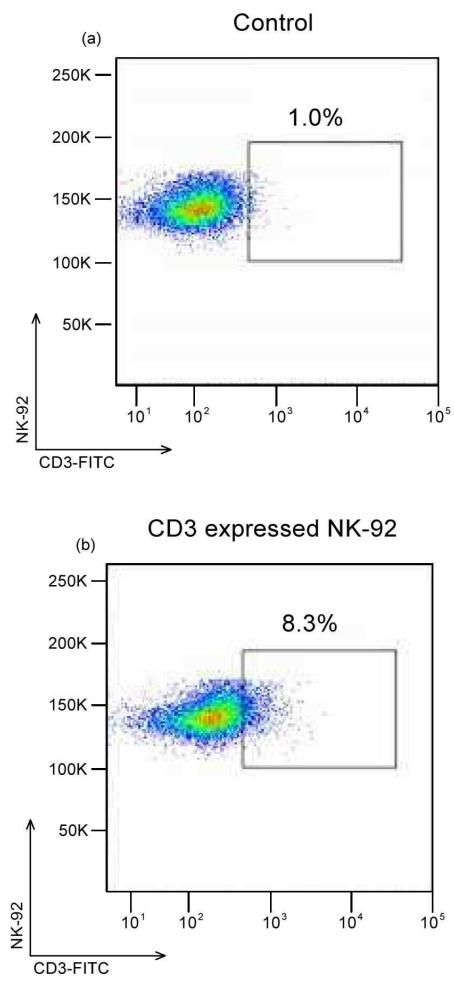 Control
(a)
250K
200K
150K
100K
50K
1.0%
10¹ 10² 10³ 10⁴ 10⁵
NK-92
CD3-FITC
CD3 expressed NK-92
(b)
250K
200K
150K
100K
50K
8.3%
10¹ 10² 10³ 10⁴ 10⁵
NK-92
CD3-FITC